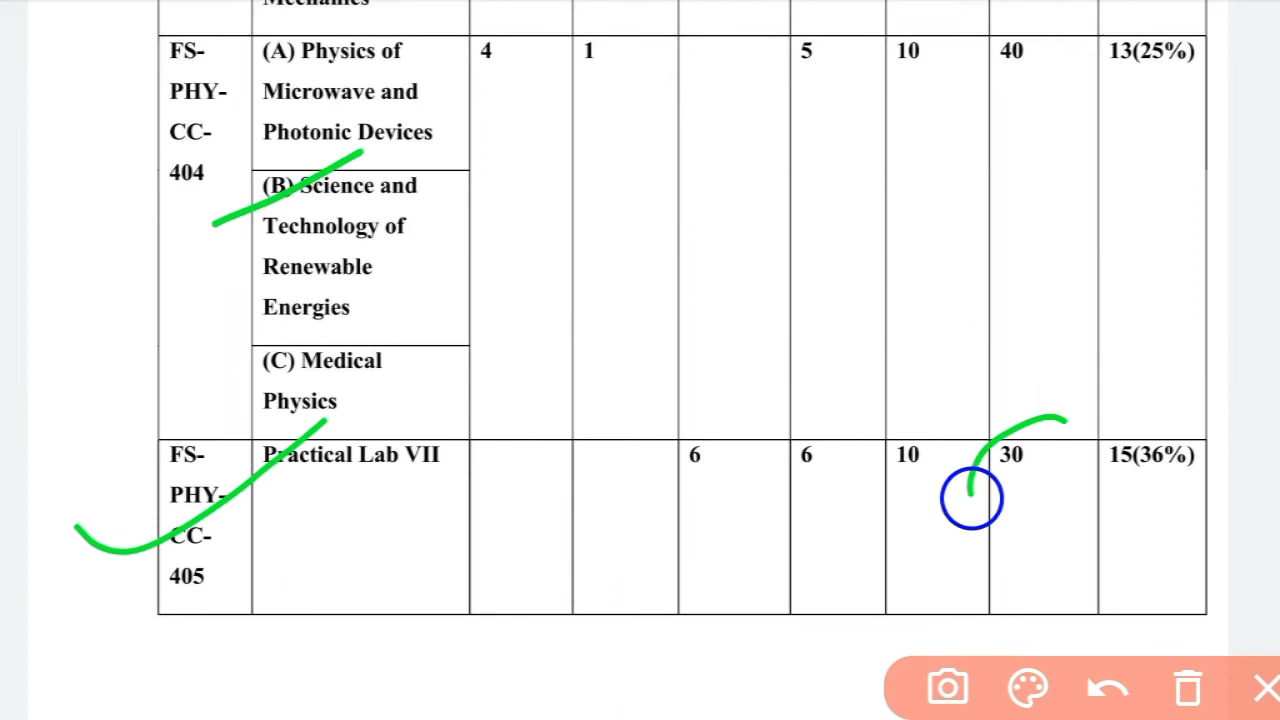 Mechanics
FS- (A) Physics of 4 1 5 10 40 13(25%)
PHY- Microwave and
CC- Photonic Devices
404
(B) Science and
Technology of
Renewable
Energies
(C) Medical
Physics
FS- Practical Lab VII 6 6 10 30 15(36%)
PHY-
CC-
405